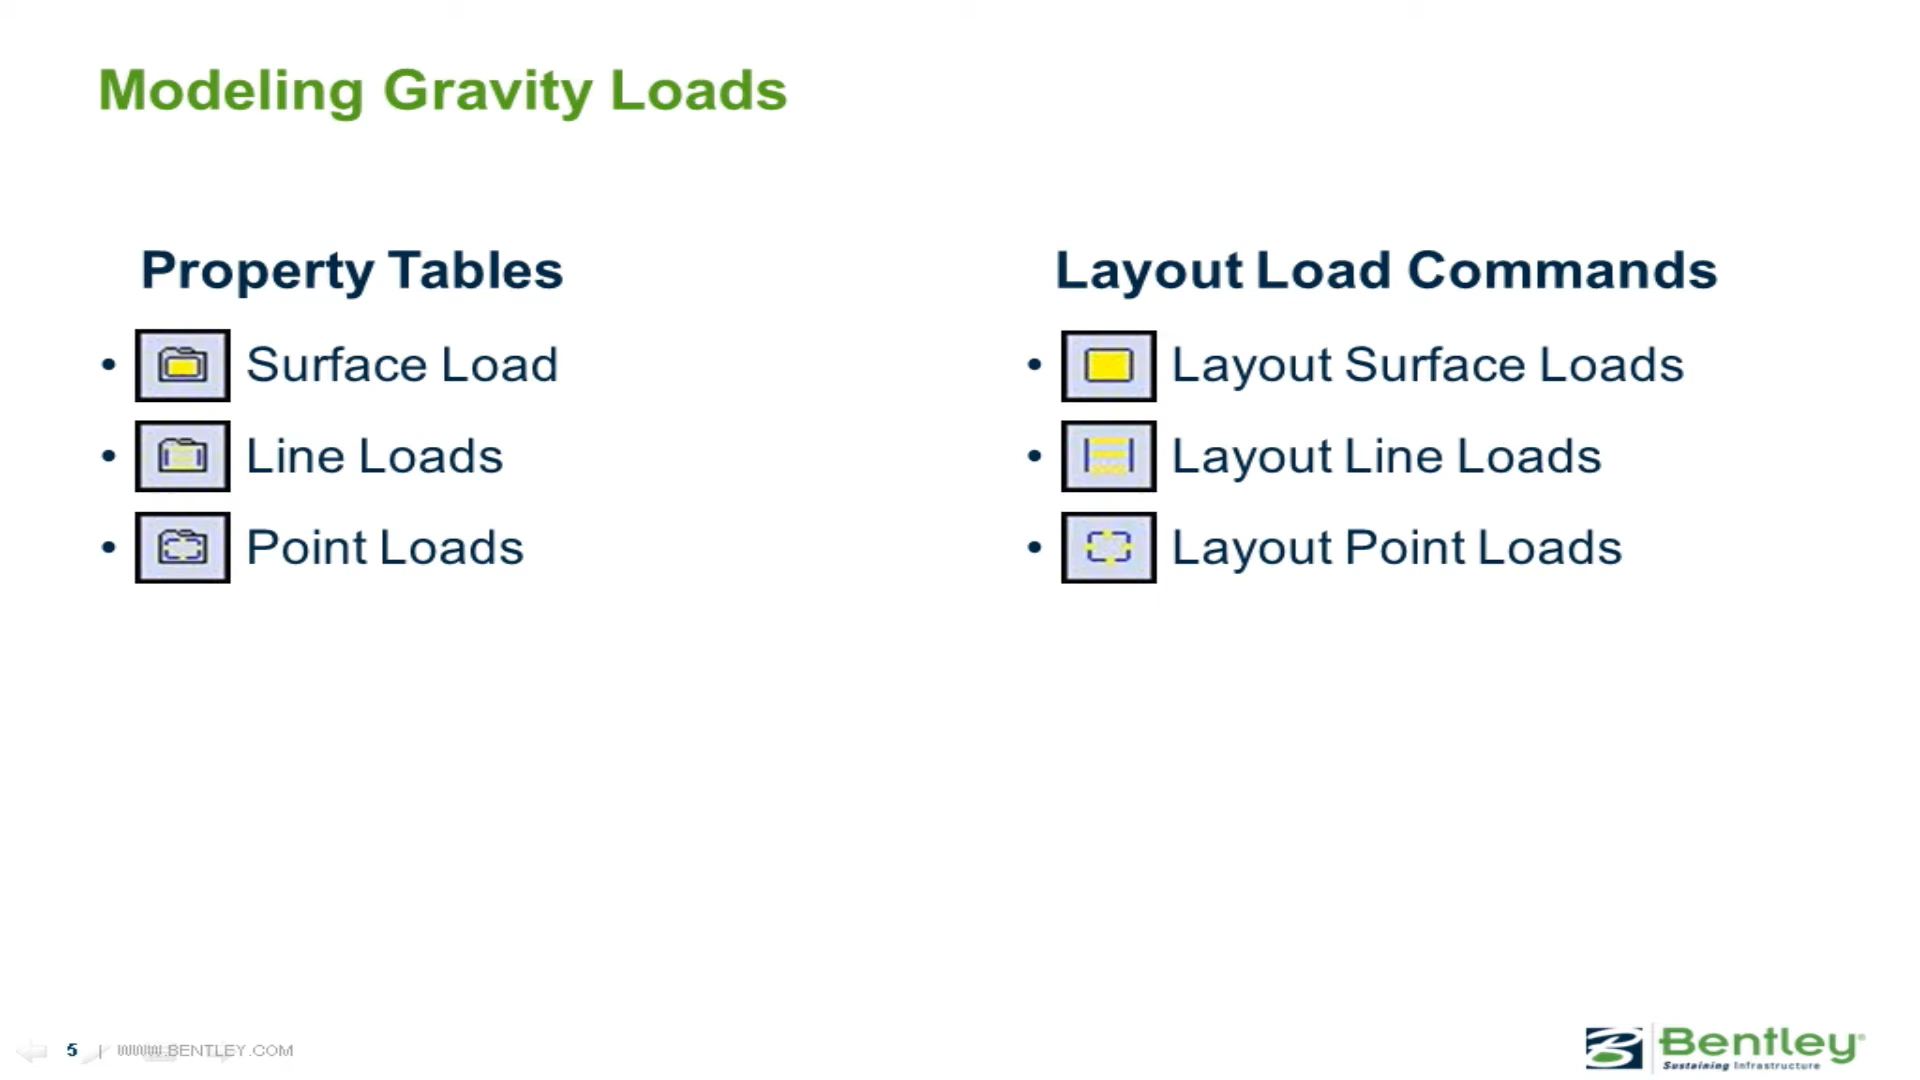 Modeling Gravity Loads
Property Tables
• Surface Load
• Line Loads
• Point Loads
Layout Load Commands
• Layout Surface Loads
• Layout Line Loads
• Layout Point Loads
5 | WWW.BENTLEY.COM
Bentley®
Sustaining Infrastructure